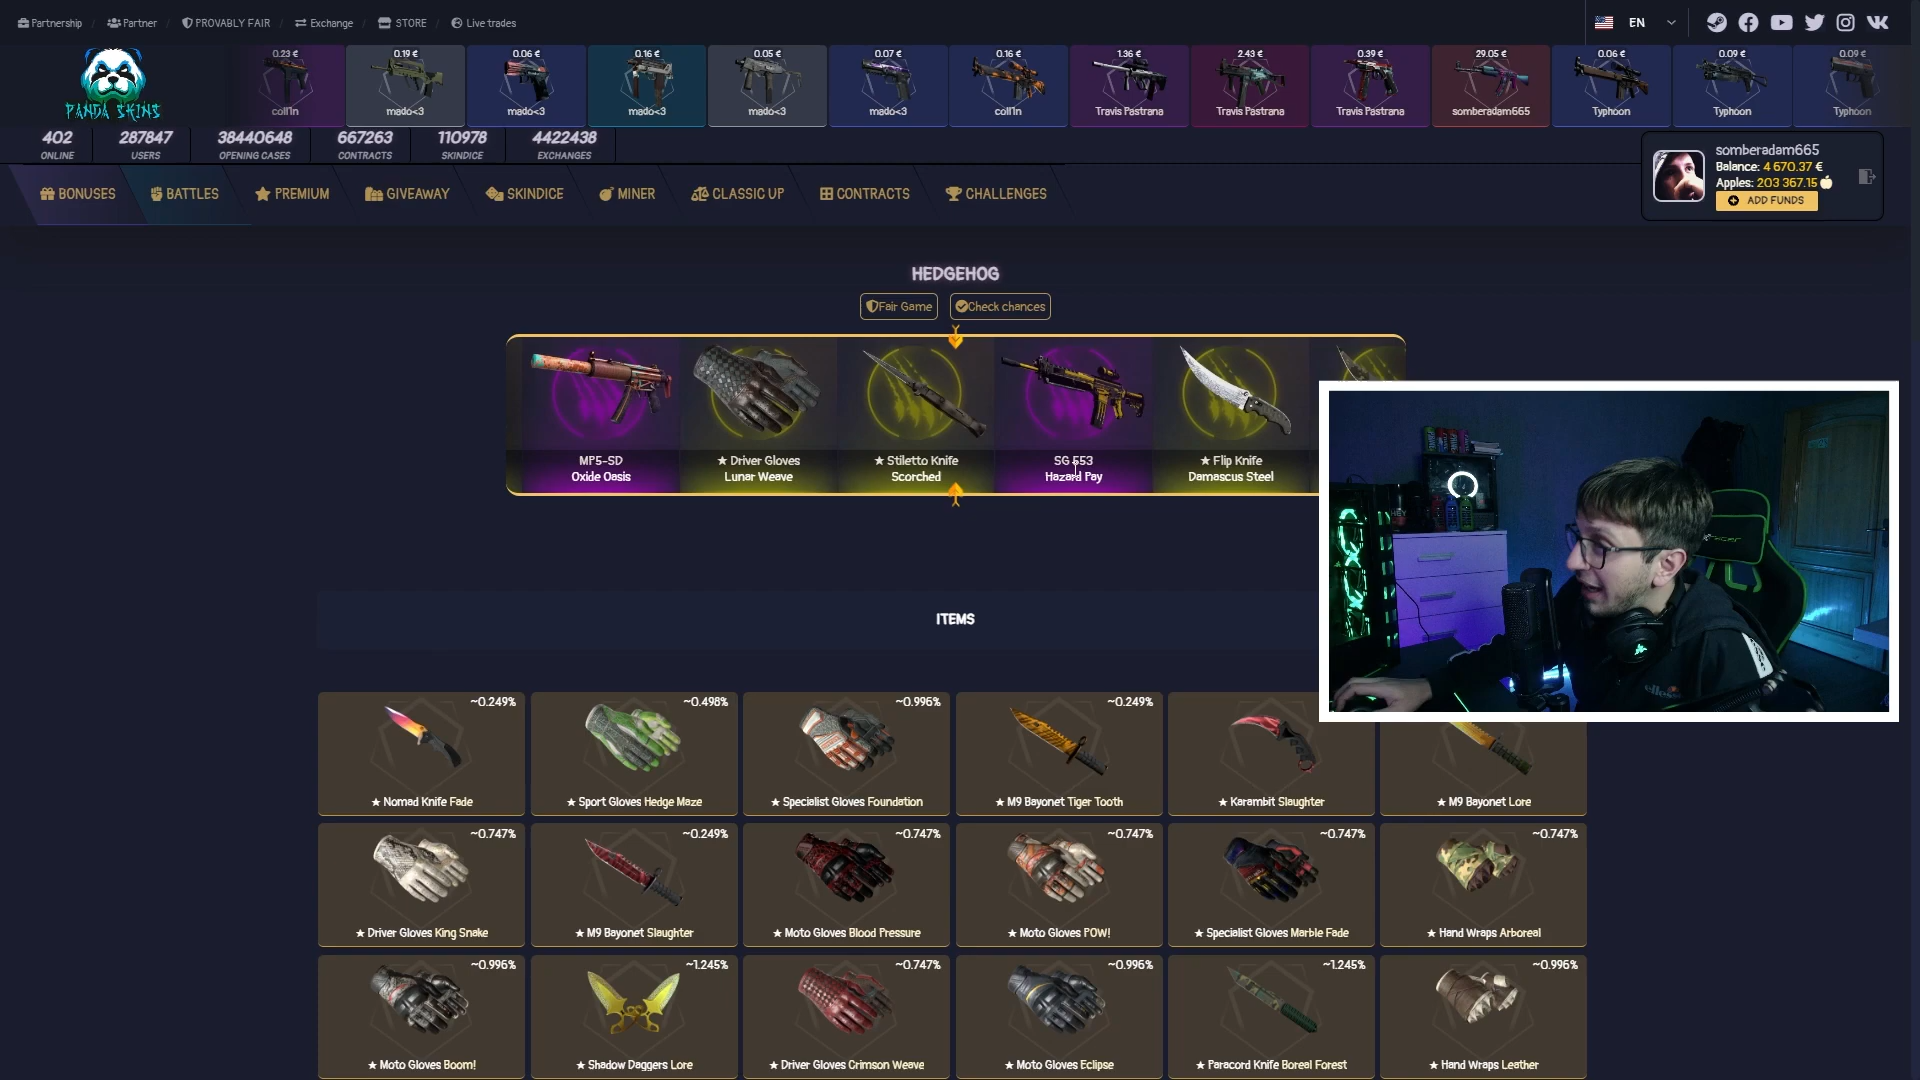 Partnership / Partner / PROVABLY FAIR / Exchange / STORE / Live trades
EN
0.23 € 0.19 € 0.06 € 0.16 € 0.05 € 0.07 € 0.16 € 1.36 € 2.43 € 0.39 € 29.05 € 0.06 € 0.09 € 0.09 €
coll1n mado<3 mado<3 mado<3 mado<3 mado<3 coll1n Travis Pastrana Travis Pastrana Travis Pastrana somberadam665 Typhoon Typhoon Typhoon
PANDA SKINS
402 287847 38440648 667263 110978 4422438
ONLINE USERS OPENING CASES CONTRACTS SKINDICE EXCHANGES
somberadam665
Balance: 4 670.37 €
Apples: 203 367.15
ADD FUNDS
BONUSES BATTLES PREMIUM GIVEAWAY SKINDICE MINER CLASSIC UP CONTRACTS CHALLENGES
HEDGEHOG
Fair Game Check chances
MP5-SD ★ Driver Gloves ★ Stiletto Knife SG 553 ★ Flip Knife
Oxide Oasis Lunar Weave Scorched Hazard Pay Damascus Steel
ITEMS
~0.249% ~0.498% ~0.996% ~0.249%
★ Nomad Knife Fade ★ Sport Gloves Hedge Maze ★ Specialist Gloves Foundation ★ M9 Bayonet Tiger Tooth ★ Karambit Slaughter ★ M9 Bayonet Lore
~0.747% ~0.249% ~0.747% ~0.747% ~0.747% ~0.747%
★ Driver Gloves King Snake ★ M9 Bayonet Slaughter ★ Moto Gloves Blood Pressure ★ Moto Gloves POW! ★ Specialist Gloves Marble Fade ★ Hand Wraps Arboreal
~0.996% ~1.245% ~0.747% ~0.996% ~1.245% ~0.996%
★ Moto Gloves Boom! ★ Shadow Daggers Lore ★ Driver Gloves Crimson Weave ★ Moto Gloves Eclipse ★ Paracord Knife Boreal Forest ★ Hand Wraps Leather
ellesse